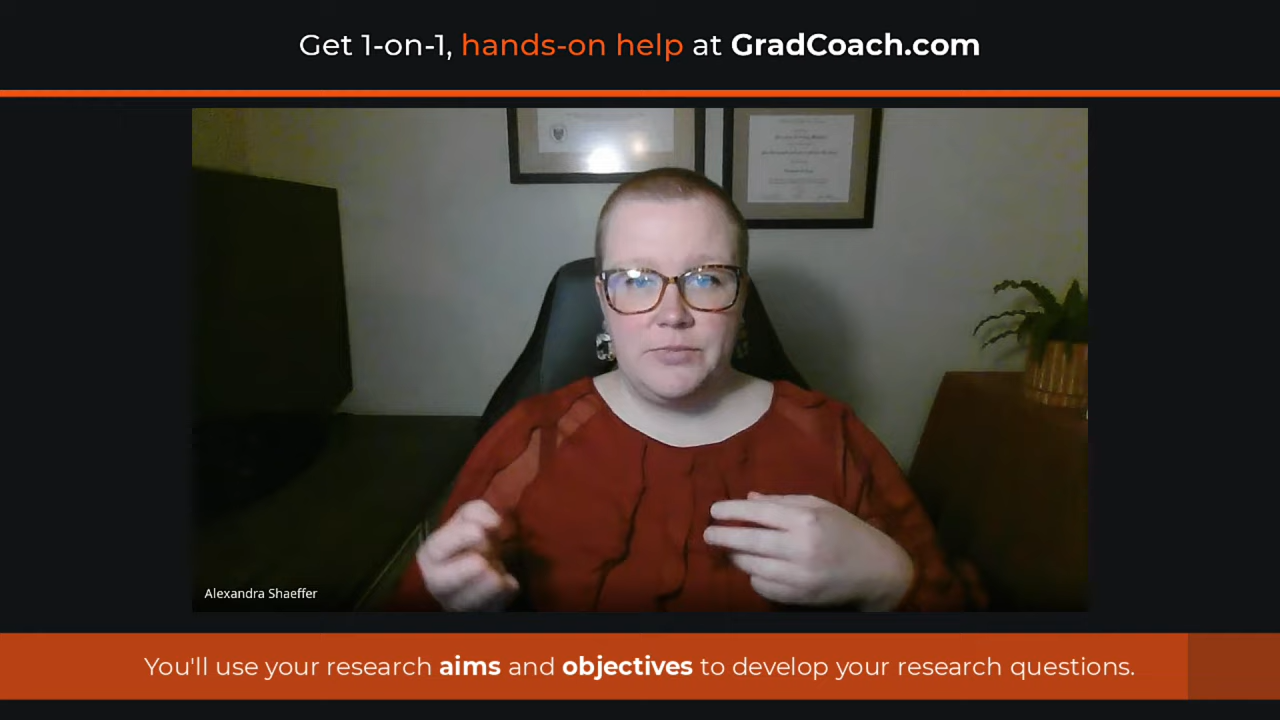 Get 1-on-1, hands-on help at GradCoach.com
Alexandra Shaeffer
You'll use your research aims and objectives to develop your research questions.